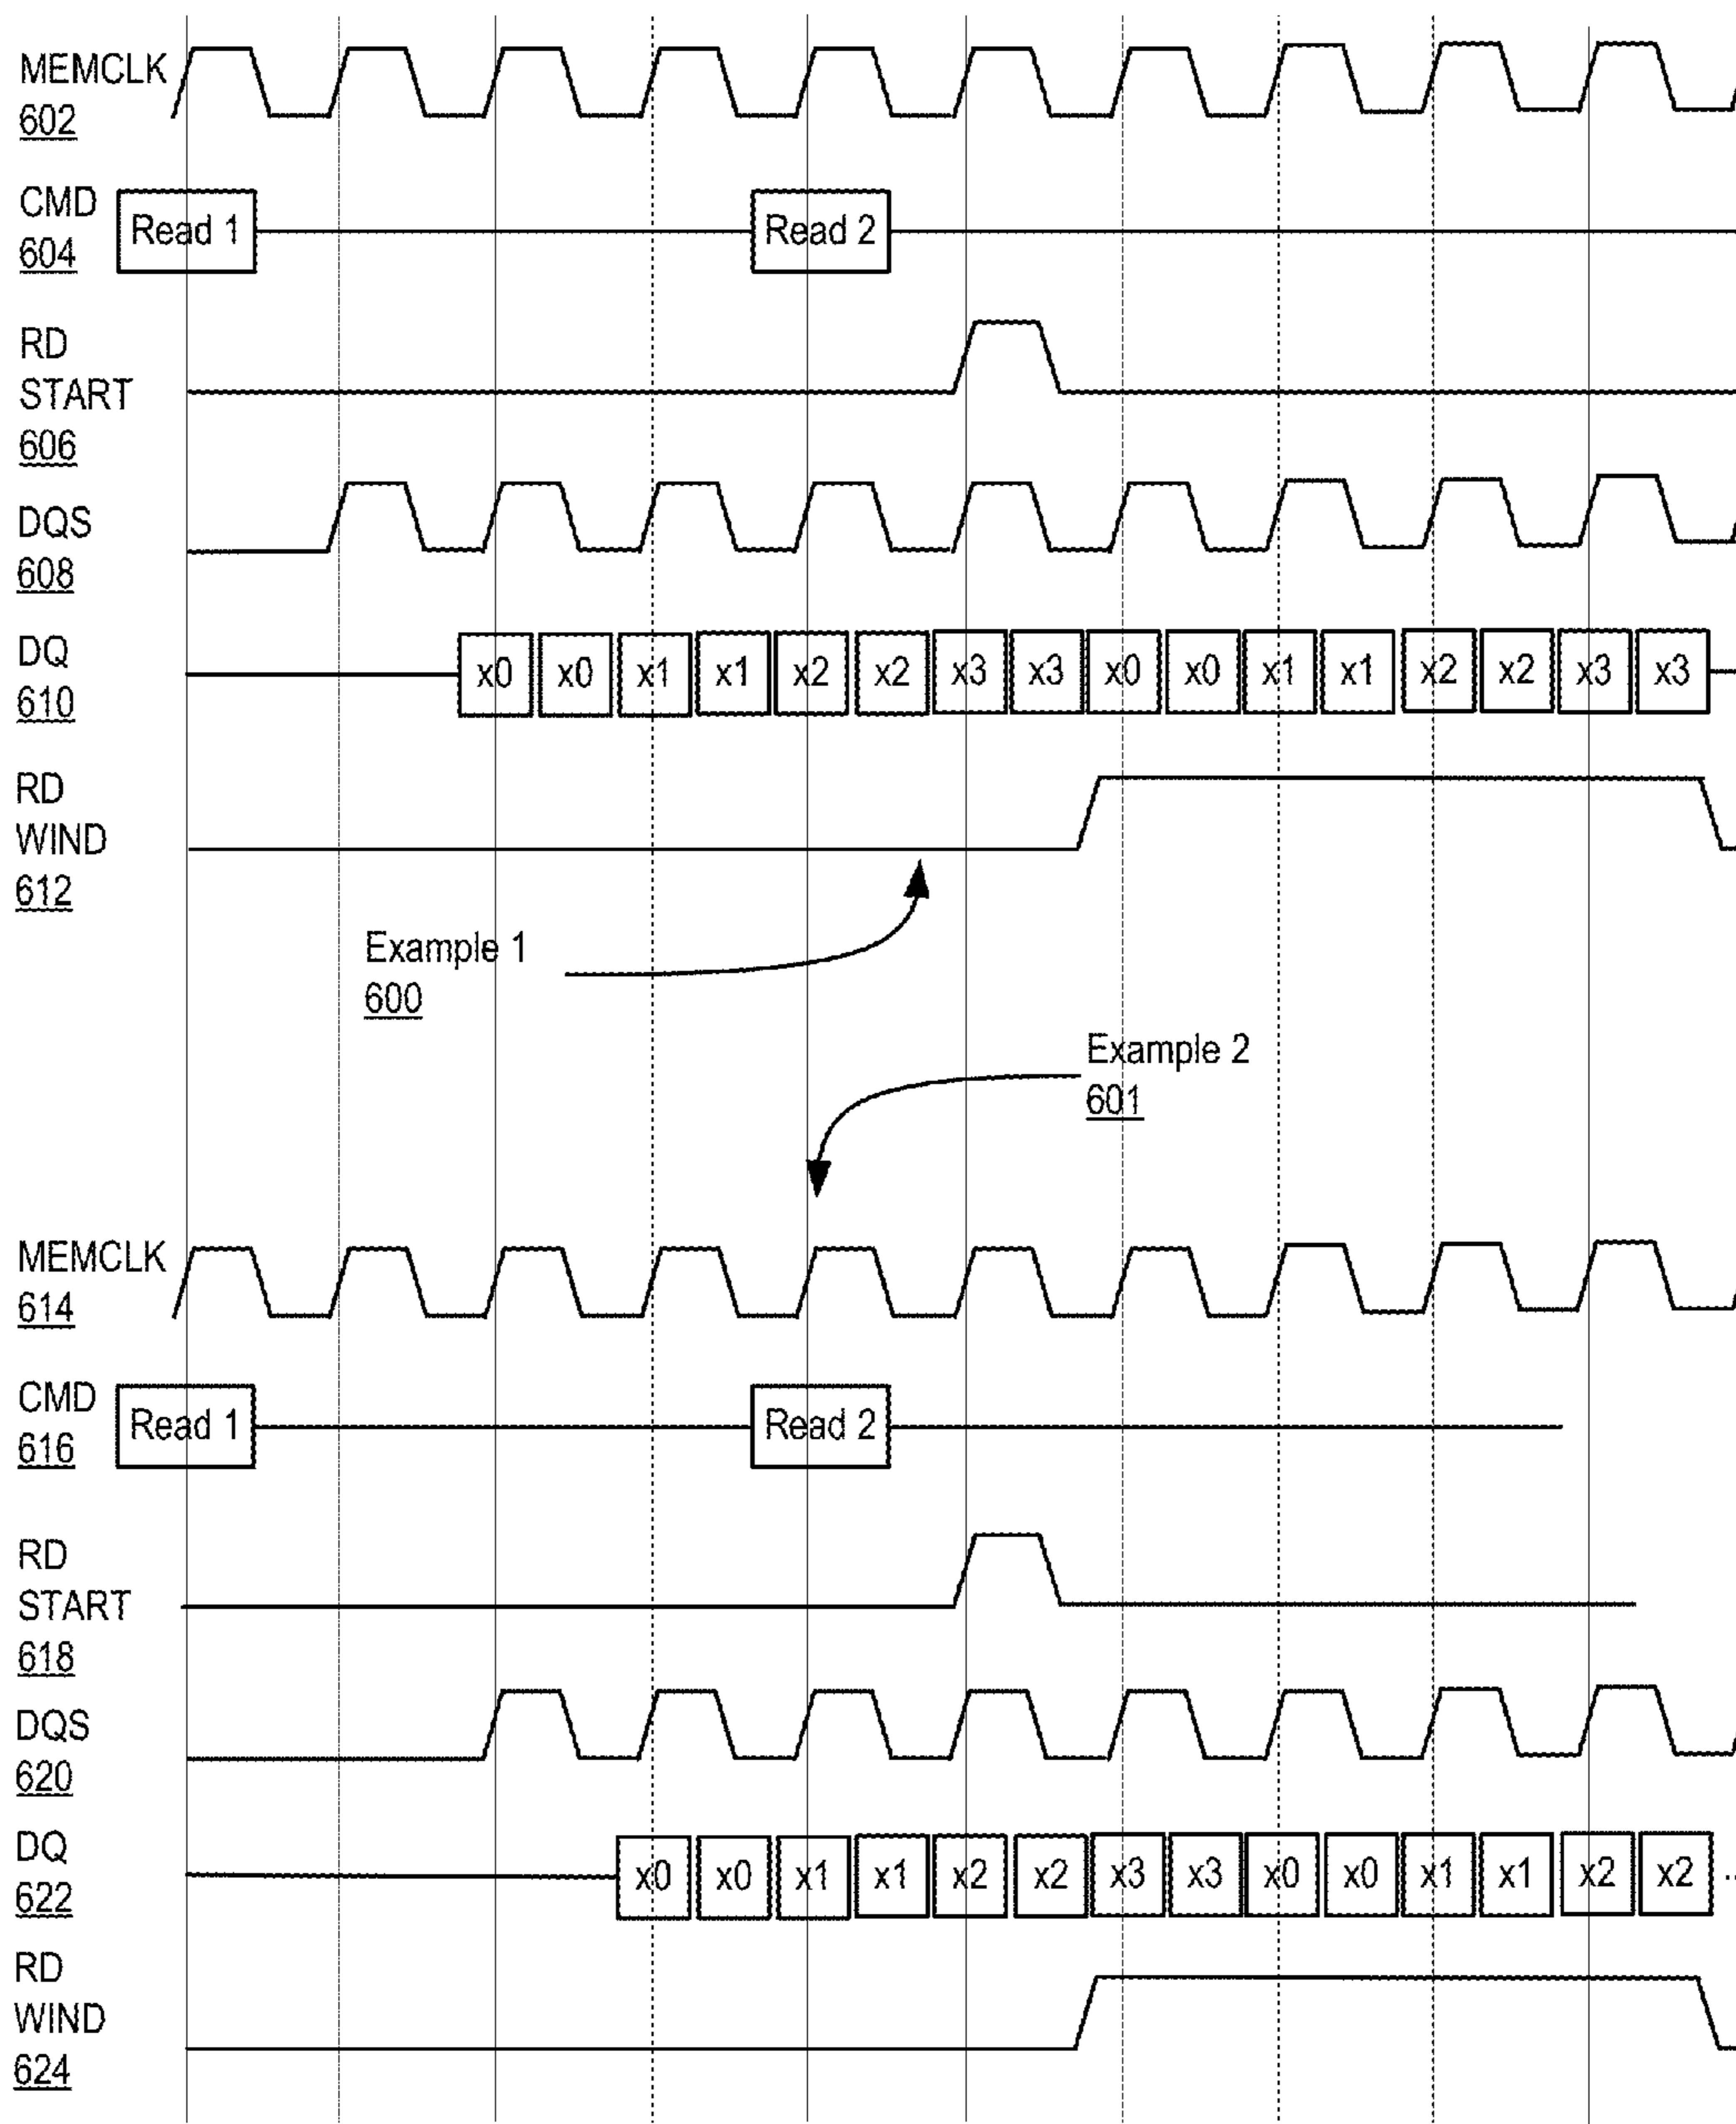 MEMCLK
602
CMD
604
Read 1
Read 2
RD
START
606
DQS
608
DQ
610
x0 x0 x1 x1 x2 x2 x3 x3 x0 x0 x1 x1 x2 x2 x3 x3
RD
WIND
612
Example 1
600
Example 2
601
MEMCLK
614
CMD
616
Read 1
Read 2
RD
START
618
DQS
620
DQ
622
x0 x0 x1 x1 x2 x2 x3 x3 x0 x0 x1 x1 x2 x2 ..
RD
WIND
624